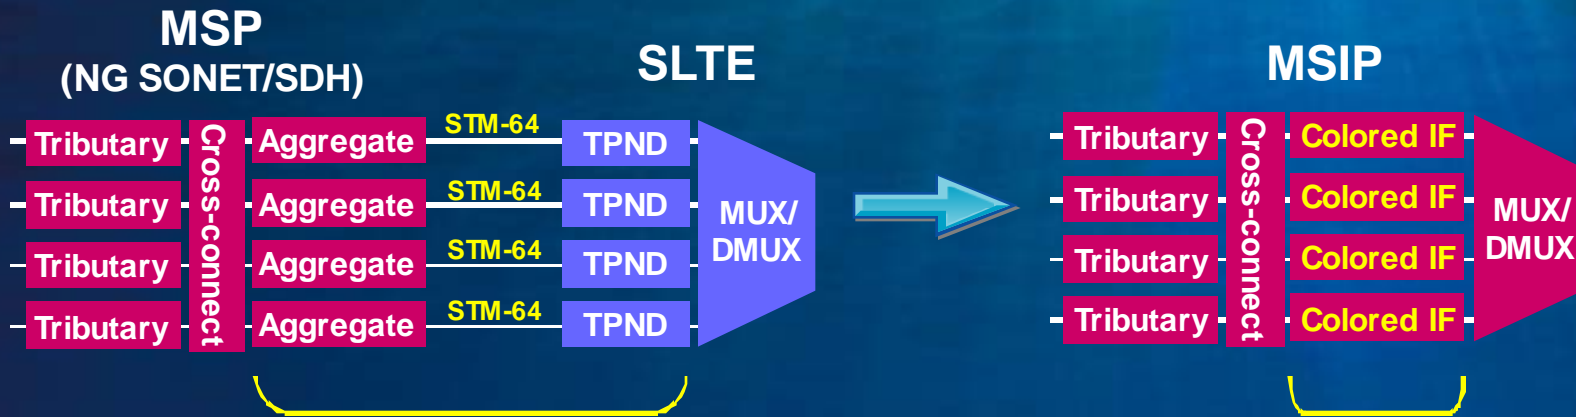 MSP
(NG SONET/SDH)
SLTE
MSIP
Tributary
Cross-connect
Aggregate
STM-64
TPND
Tributary
Aggregate
STM-64
TPND
Tributary
Aggregate
STM-64
TPND
Tributary
Aggregate
STM-64
TPND
MUX/
DMUX
Tributary
Cross-connect
Colored IF
Tributary
Colored IF
Tributary
Colored IF
Tributary
Colored IF
MUX/
DMUX